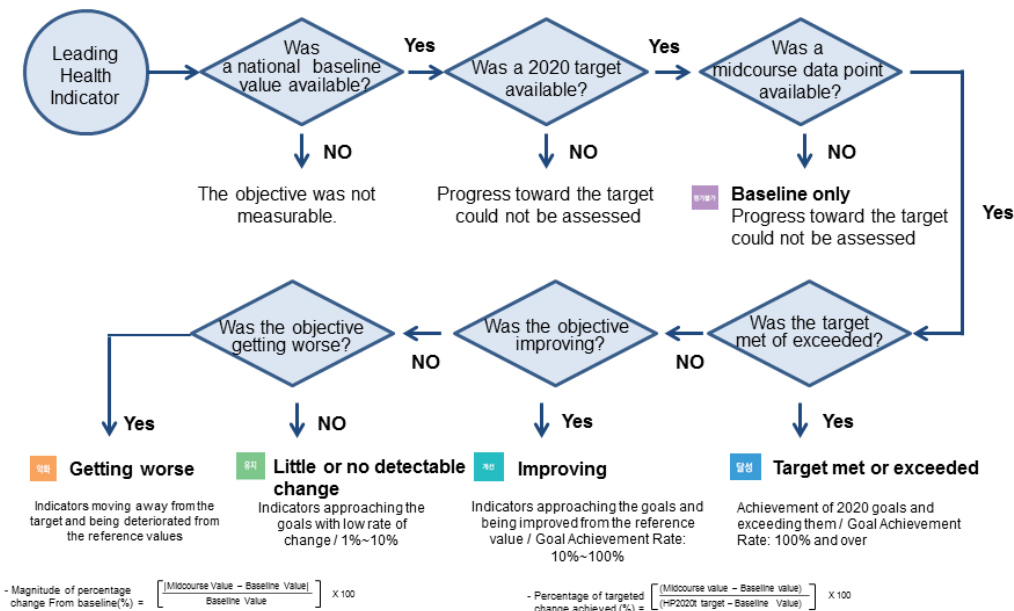 Leading
Health
Indicator
Was
a national baseline
value available?
Yes
Was a 2020 target
available?
Yes
Was a
midcourse data point
available?
NO
NO
NO
The objective was not
measurable.
Progress toward the target
could not be assessed
평가불가
Baseline only
Progress toward the target
could not be assessed
Yes
Was the objective
getting worse?
NO
Was the objective
improving?
NO
Was the target
met of exceeded?
Yes
NO
Yes
Yes
악화
Getting worse
유지
Little or no detectable
change
개선
Improving
달성
Target met or exceeded
Indicators moving away from the
target and being deteriorated from
the reference values
Indicators approaching the
goals with low rate of
change / 1%~10%
Indicators approaching the goals and
being improved from the reference
value / Goal Achievement Rate:
10%~100%
Achievement of 2020 goals and
exceeding them / Goal Achievement
Rate: 100% and over
- Magnitude of percentage
change From baseline(%) =
|Midcourse Value – Baseline Value|
Baseline Value
X 100
- Percentage of targeted
change achieved (%) =
(Midcourse value – Baseline value)
(HP2020t target – Baseline Value)
X 100